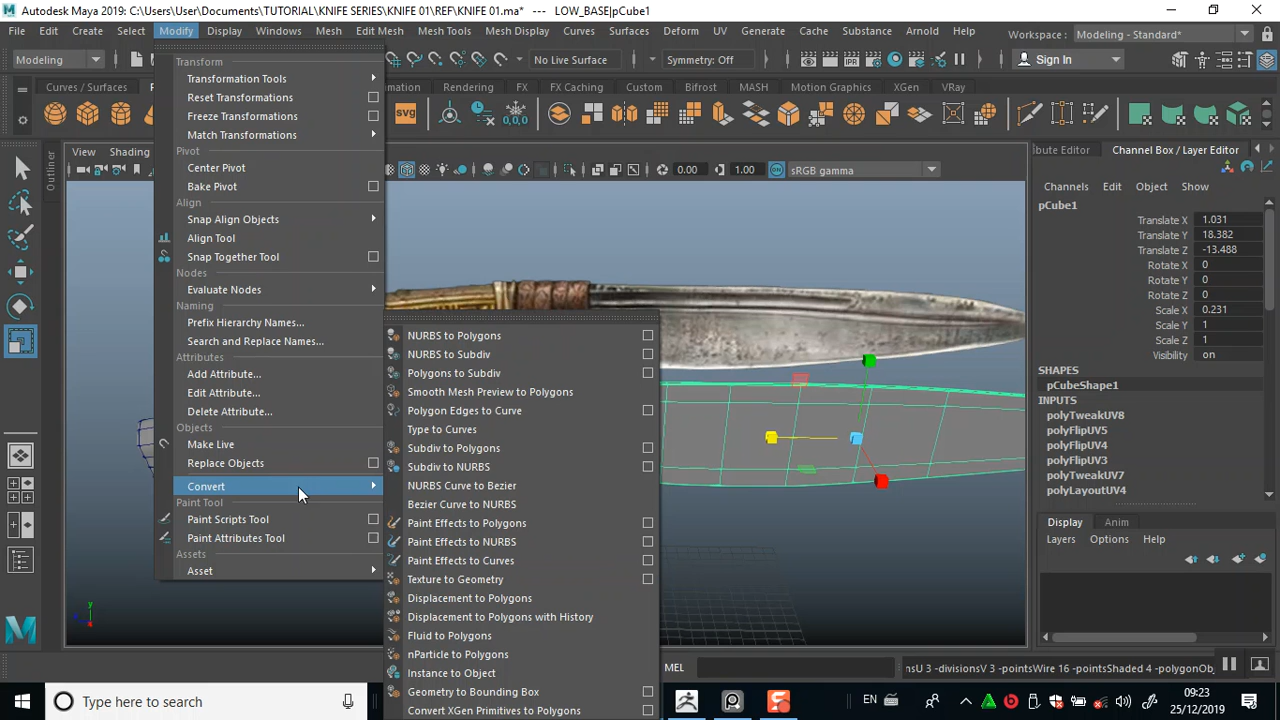 Autodesk Maya 2019: C:\Users\User\Documents\TUTORIAL\KNIFE SERIES\KNIFE 01\REF\KNIFE 01.ma* --- LOW_BASE|pCube1
File Edit Create Select Modify Display Windows Mesh Edit Mesh Mesh Tools Mesh Display Curves Surfaces Deform UV Generate Cache Substance Arnold Help Workspace : Modeling - Standard*
Modeling No Live Surface Symmetry: Off Sign In
Curves / Surfaces Rendering FX FX Caching Custom Bifrost MASH Motion Graphics XGen VRay
View Shading
0.00 1.00 sRGB gamma
Outliner
Transform
Transformation Tools
Reset Transformations
Freeze Transformations
Match Transformations
Pivot
Center Pivot
Bake Pivot
Align
Snap Align Objects
Align Tool
Snap Together Tool
Nodes
Evaluate Nodes
Naming
Prefix Hierarchy Names...
Search and Replace Names...
Attributes
Add Attribute...
Edit Attribute...
Delete Attribute...
Objects
Make Live
Replace Objects
Convert
Paint Tool
Paint Scripts Tool
Paint Attributes Tool
Assets
Asset
NURBS to Polygons
NURBS to Subdiv
Polygons to Subdiv
Smooth Mesh Preview to Polygons
Polygon Edges to Curve
Type to Curves
Subdiv to Polygons
Subdiv to NURBS
NURBS Curve to Bezier
Bezier Curve to NURBS
Paint Effects to Polygons
Paint Effects to NURBS
Paint Effects to Curves
Texture to Geometry
Displacement to Polygons
Displacement to Polygons with History
Fluid to Polygons
nParticle to Polygons
Instance to Object
Geometry to Bounding Box
Convert XGen Primitives to Polygons
Channel Box / Layer Editor
Channels Edit Object Show
pCube1
Translate X 1.031
Translate Y 18.382
Translate Z -13.488
Rotate X 0
Rotate Y 0
Rotate Z 0
Scale X 0.231
Scale Y 1
Scale Z 1
Visibility on
SHAPES
pCubeShape1
INPUTS
polyTweakUV8
polyFlipUV5
polyFlipUV4
polyTweakUV7
polyLayoutUV4
Display Anim
Layers Options Help
y
MEL
nsU 3 -divisionsV 3 -pointsWire 16 -pointsShaded 4 -polygonObj
Type here to search
EN 09:23
25/12/2019